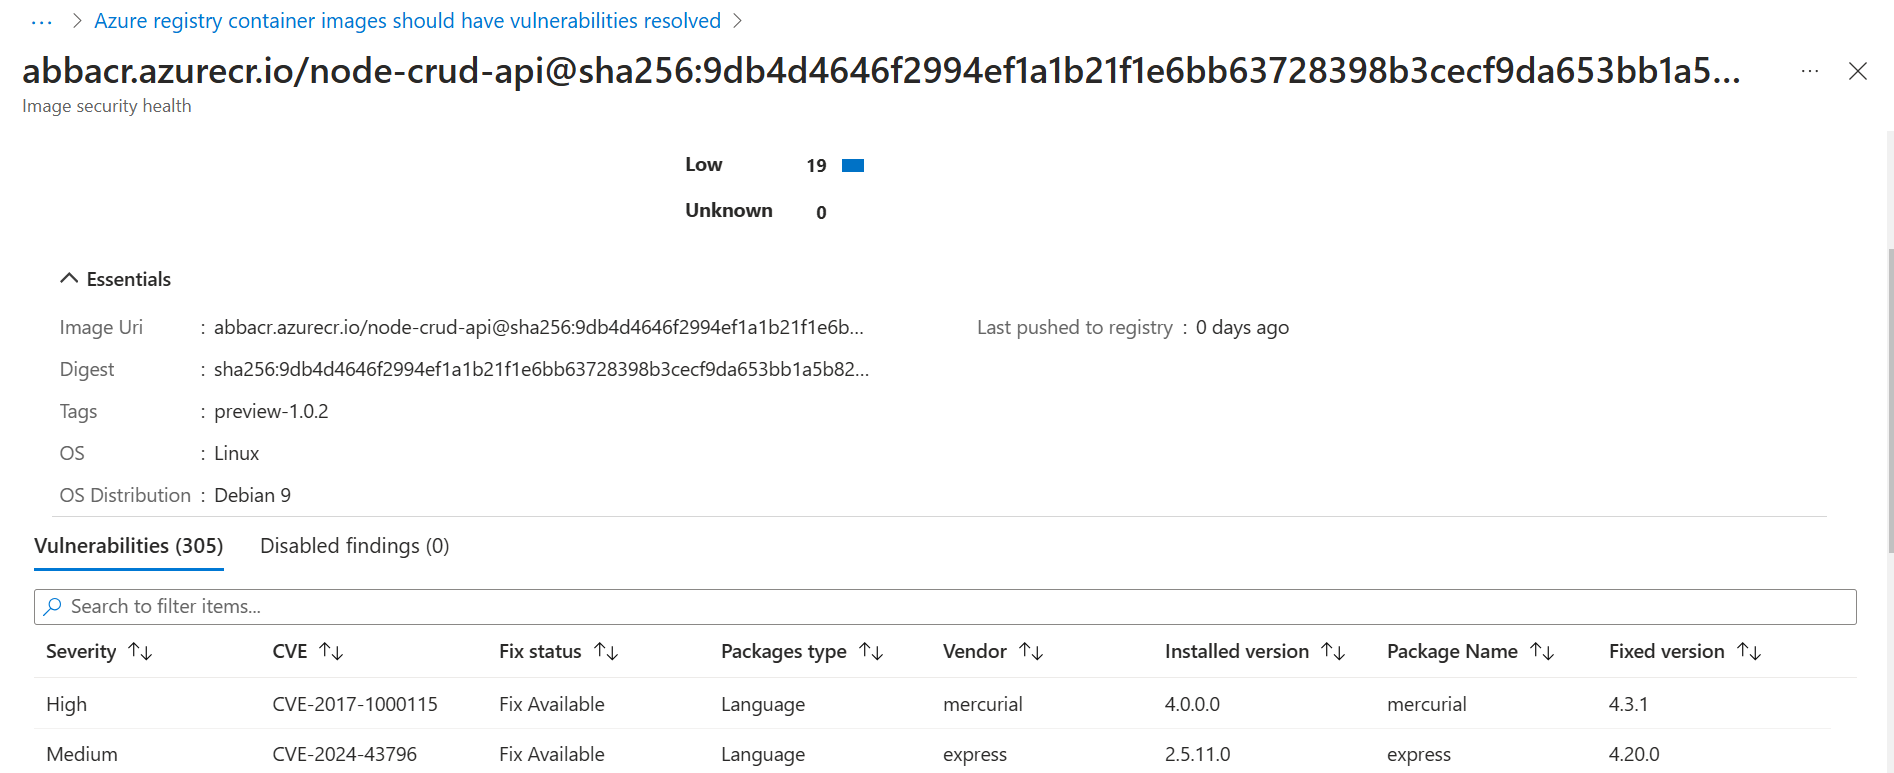 ... > Azure registry container images should have vulnerabilities resolved >
abbacr.azurecr.io/node-crud-api@sha256:9db4d4646f2994ef1a1b21f1e6bb63728398b3cecf9da653bb1a5... ...
Image security health
Low 19
Unknown 0
Essentials
Image Uri : abbacr.azurecr.io/node-crud-api@sha256:9db4d4646f2994ef1a1b21f1e6b... Last pushed to registry : 0 days ago
Digest : sha256:9db4d4646f2994ef1a1b21f1e6bb63728398b3cecf9da653bb1a5b82...
Tags : preview-1.0.2
OS : Linux
OS Distribution : Debian 9
Vulnerabilities (305) Disabled findings (0)
Search to filter items...
Severity ↑↓ CVE ↑↓ Fix status ↑↓ Packages type ↑↓ Vendor ↑↓ Installed version ↑↓ Package Name ↑↓ Fixed version ↑↓
High CVE-2017-1000115 Fix Available Language mercurial 4.0.0.0 mercurial 4.3.1
Medium CVE-2024-43796 Fix Available Language express 2.5.11.0 express 4.20.0